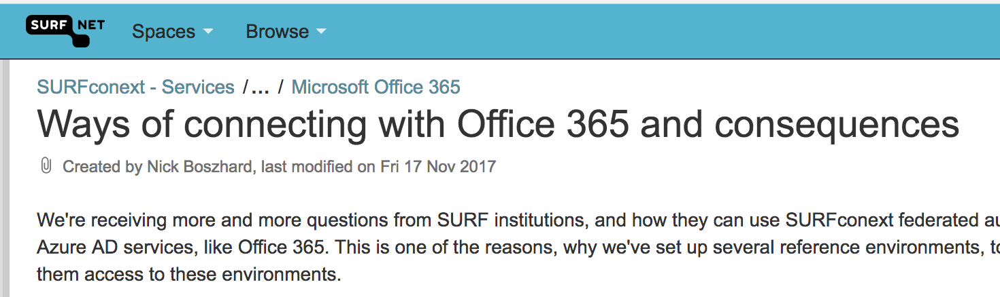 SURF NET Spaces Browse
SURFconext - Services / ... / Microsoft Office 365
Ways of connecting with Office 365 and consequences
Created by Nick Boszhard, last modified on Fri 17 Nov 2017
We're receiving more and more questions from SURF institutions, and how they can use SURFconext federated
Azure AD services, like Office 365. This is one of the reasons, why we've set up several reference environments,
them access to these environments.